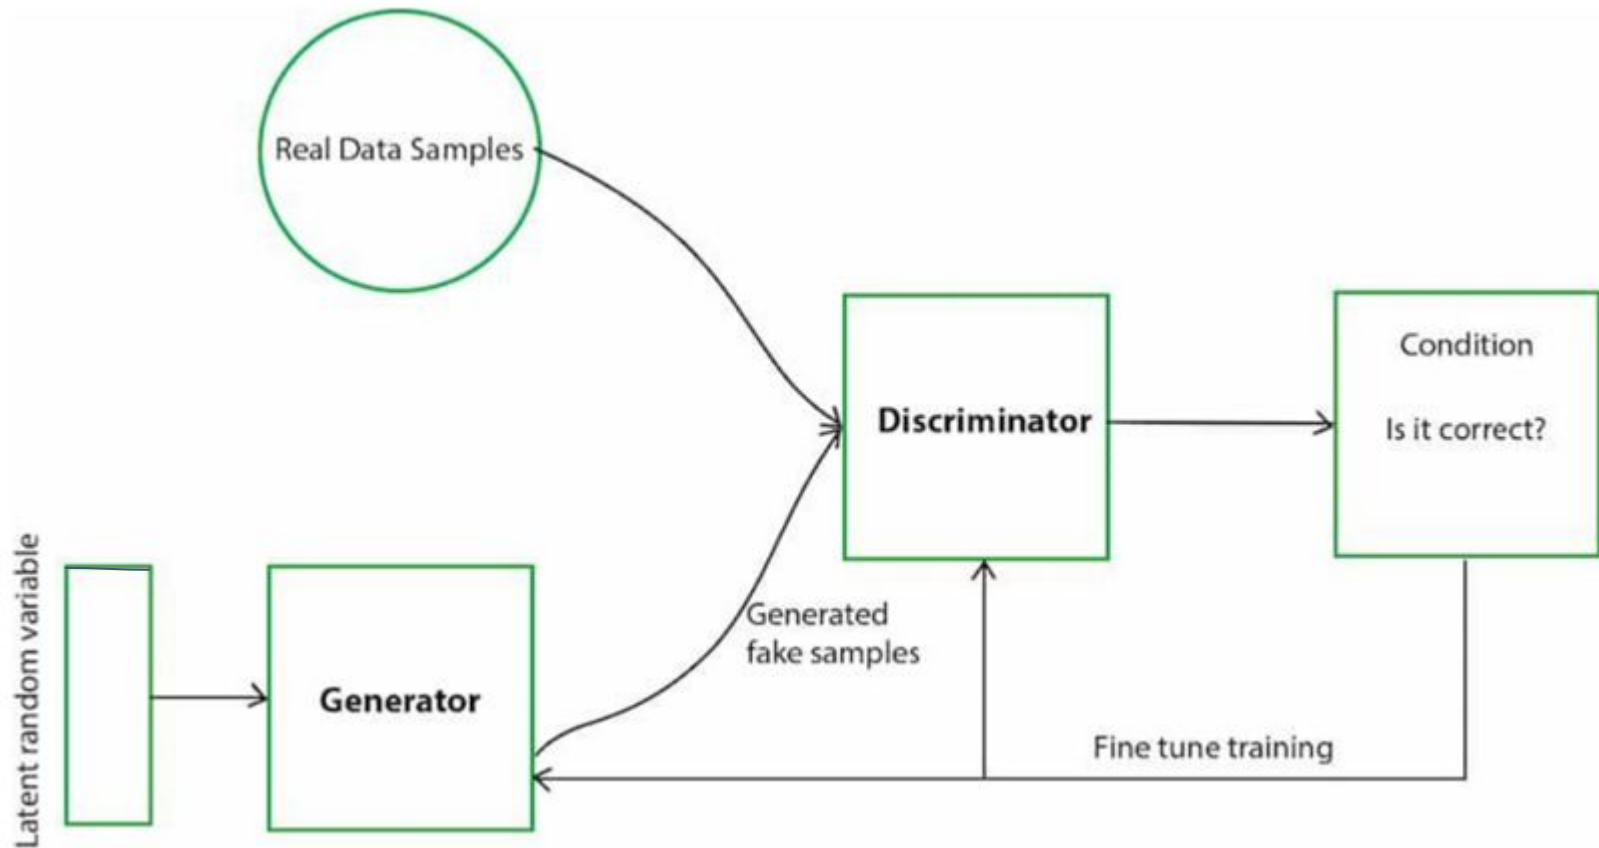 Real Data Samples
Condition
Discriminator
Is it correct?
Latent random variable
Generated
fake samples
Generator
Fine tune training